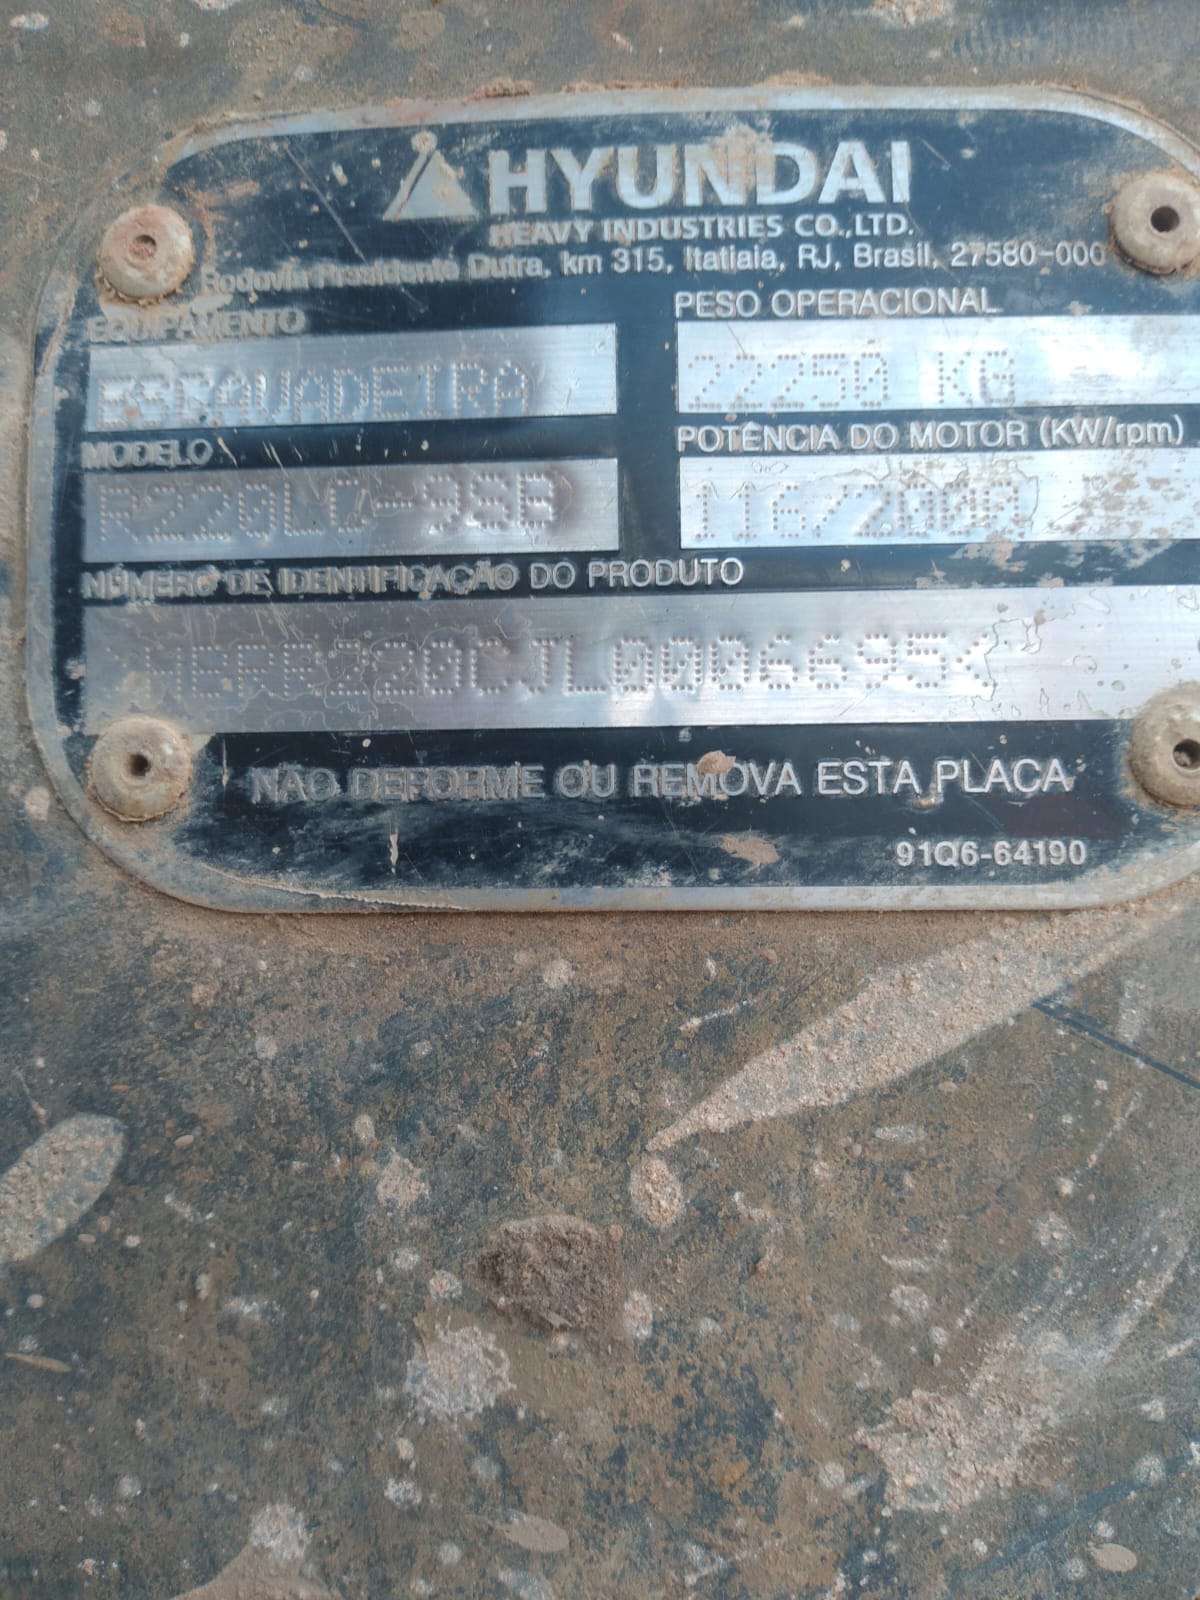 HYUNDAI
HEAVY INDUSTRIES CO.,LTD.
Rodovia Presidente Dutra, km 315, Itatiaia, RJ, Brasil, 27580-000
EQUIPAMENTO
PESO OPERACIONAL
ESCAVADEIRA
22250 KG
MODELO
POTÊNCIA DO MOTOR (KW/rpm)
R220LC-9SB
116/2000
NÚMERO DE IDENTIFICAÇÃO DO PRODUTO
NÃO DEFORME OU REMOVA ESTA PLACA
91Q6-64190